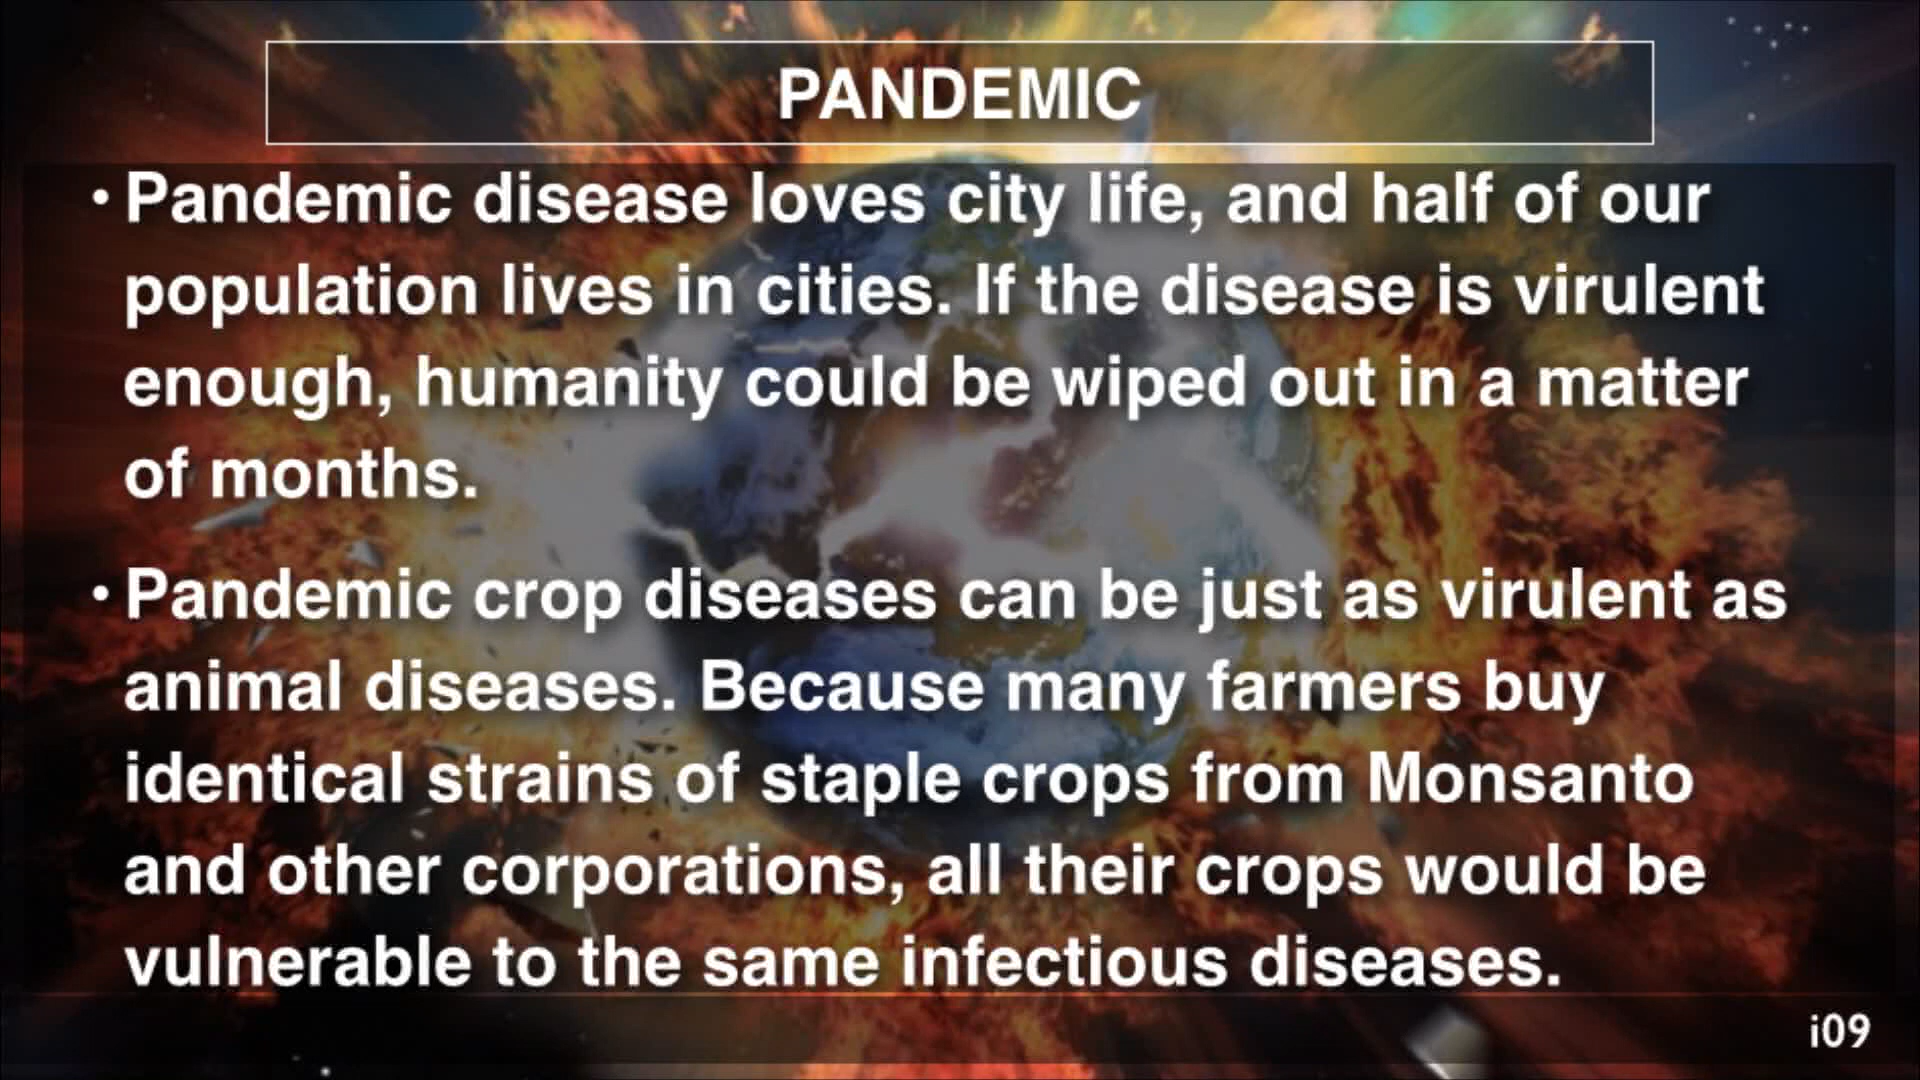 PANDEMIC
• Pandemic disease loves city life, and half of our
population lives in cities. If the disease is virulent
enough, humanity could be wiped out in a matter
of months.
• Pandemic crop diseases can be just as virulent as
animal diseases. Because many farmers buy
identical strains of staple crops from Monsanto
and other corporations, all their crops would be
vulnerable to the same infectious diseases.
i09